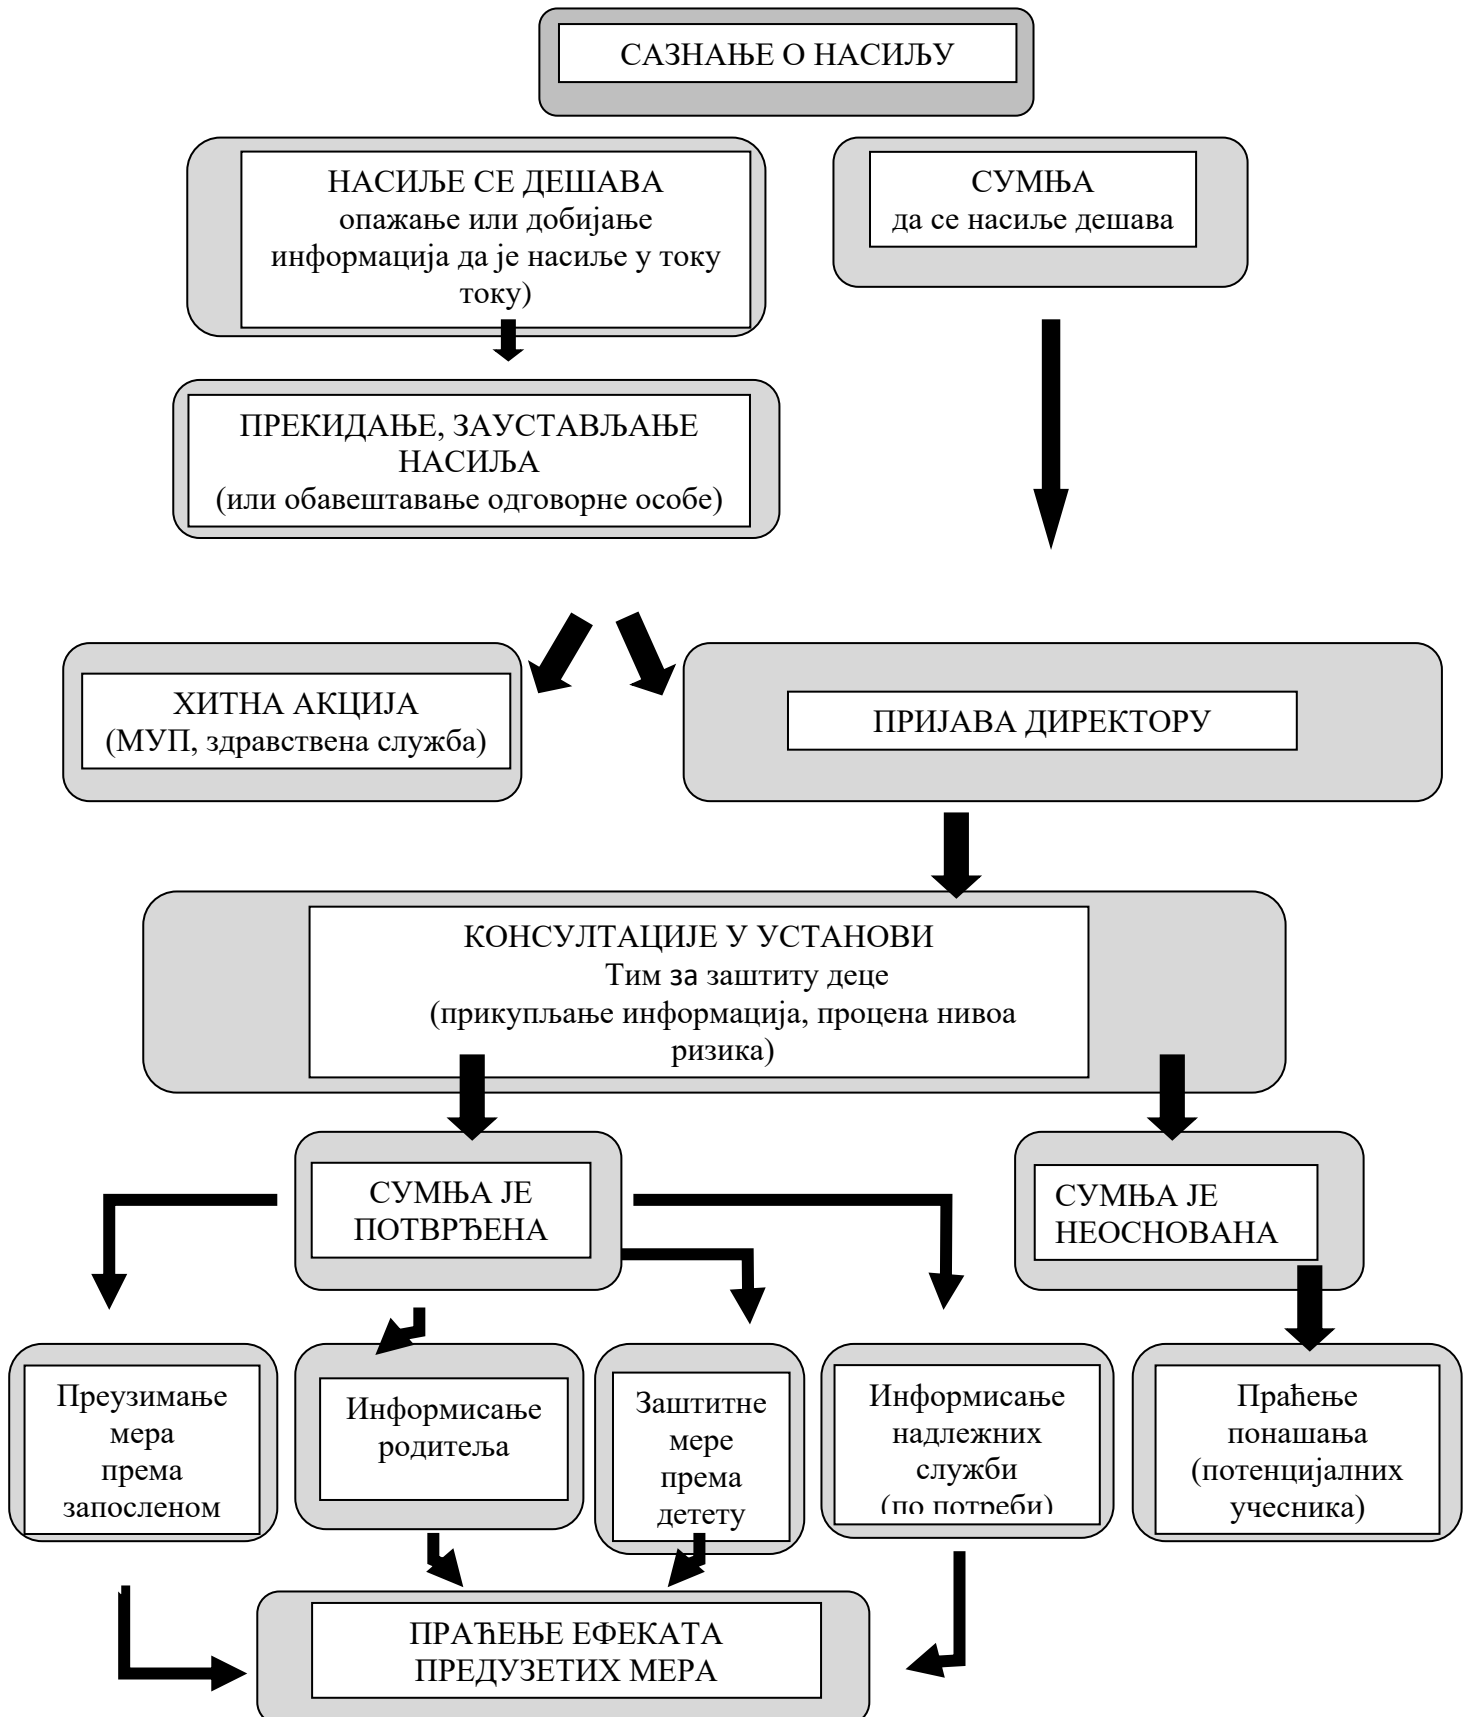 САЗНАЊЕ О НАСИЉУ
НАСИЉЕ СЕ ДЕШАВА
опажање или добијање
информација да је насиље у току
току)
СУМЊА
да се насиље дешава
ПРЕКИДАЊЕ, ЗАУСТАВЉАЊЕ
НАСИЉА
(или обавештавање одговорне особе)
ХИТНА АКЦИЈА
(МУП, здравствена служба)
ПРИЈАВА ДИРЕКТОРУ
КОНСУЛТАЦИЈЕ У УСТАНОВИ
Тим за заштиту деце
(прикупљање информација, процена нивоа
ризика)
СУМЊА ЈЕ
ПОТВРЂЕНА
СУМЊА ЈЕ
НЕОСНОВАНА
Преузимање
мера
према
запосленом
Информисање
родитеља
Заштитне
мере
према
детету
Информисање
надлежних
служби
(по потреби)
Праћење
понашања
(потенцијалних
учесника)
ПРАЋЕЊЕ ЕФЕКАТА
ПРЕДУЗЕТИХ МЕРА